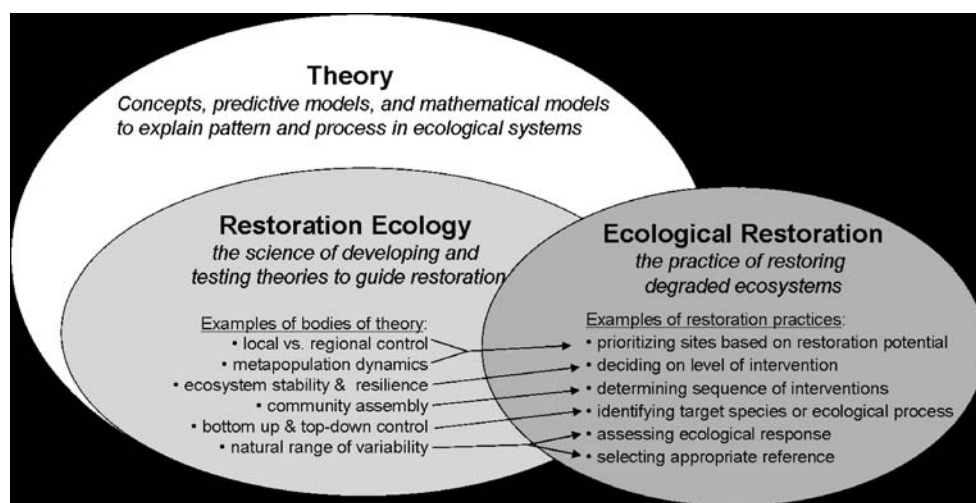 Theory
Concepts, predictive models, and mathematical models
to explain pattern and process in ecological systems
Restoration Ecology
the science of developing and
testing theories to guide restoration
Examples of bodies of theory:
• local vs. regional control
• metapopulation dynamics
• ecosystem stability & resilience
• community assembly
• bottom up & top-down control
• natural range of variability
Ecological Restoration
the practice of restoring
degraded ecosystems
Examples of restoration practices:
• prioritizing sites based on restoration potential
• deciding on level of intervention
• determining sequence of interventions
• identifying target species or ecological process
• assessing ecological response
• selecting appropriate reference